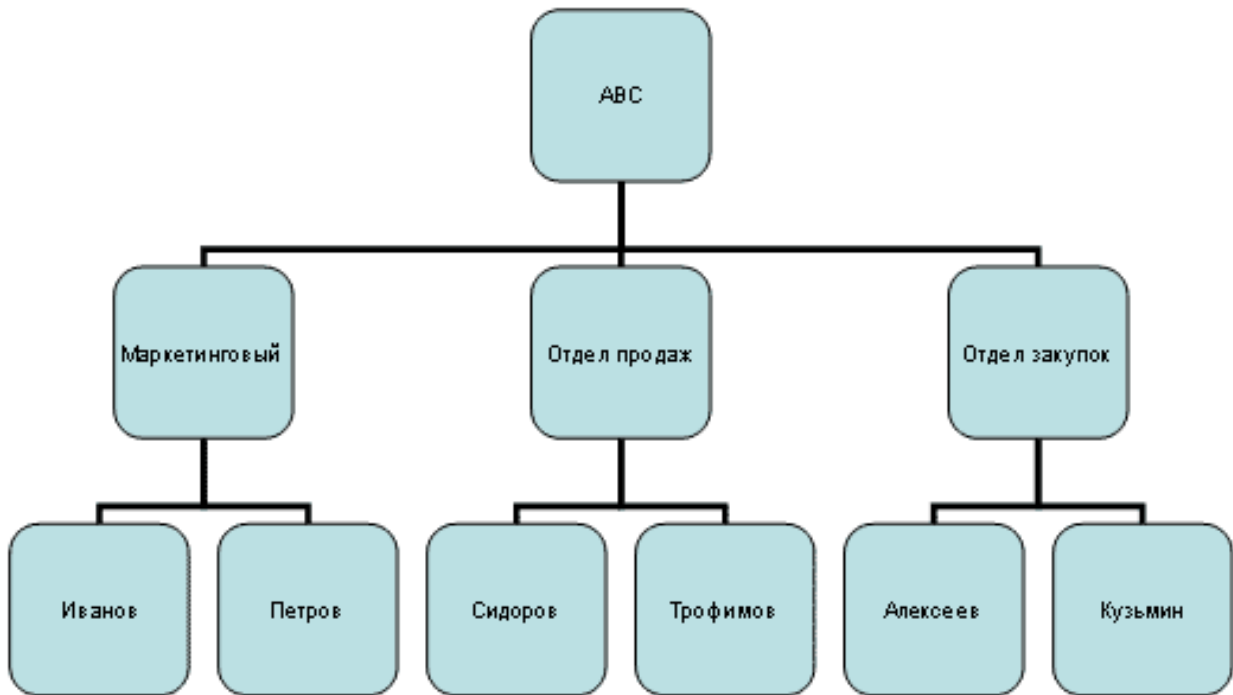 ABC
Маркетинговый
Отдел продаж
Отдел закупок
Иванов
Петров
Сидоров
Трофимов
Алексеев
Кузьмин